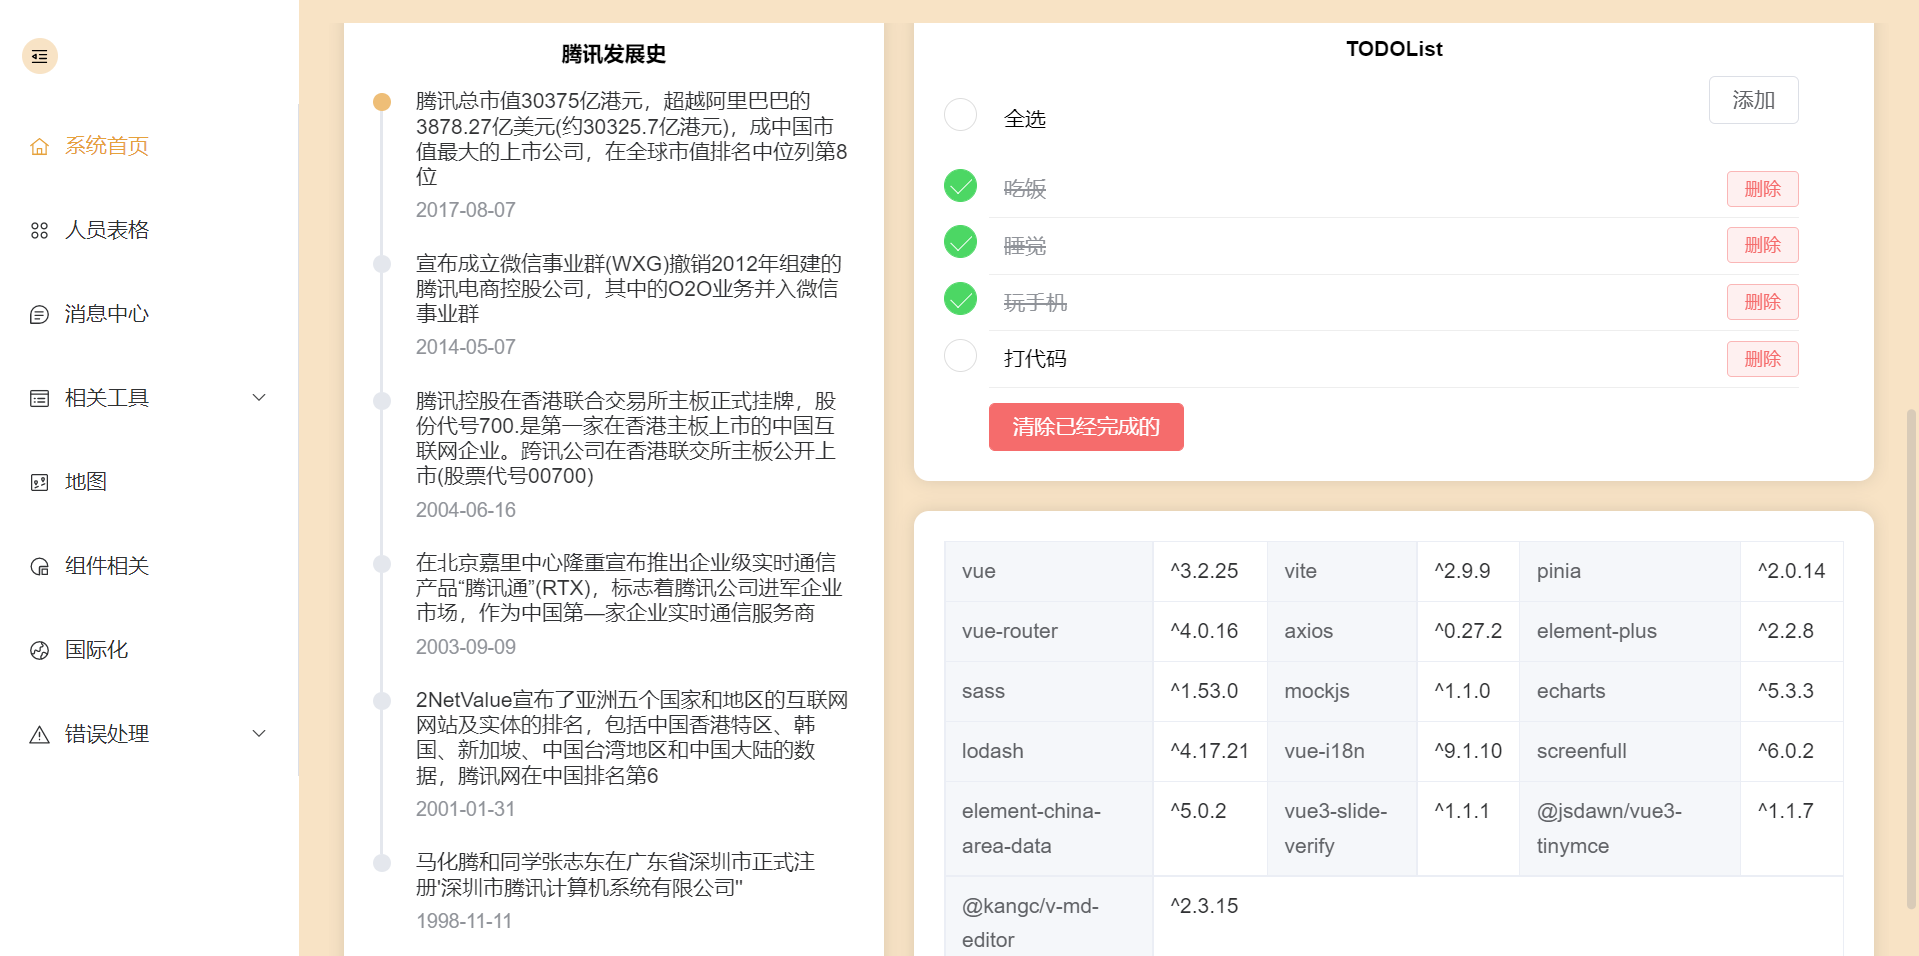 系统首页
人员表格
消息中心
相关工具
地图
组件相关
国际化
错误处理
腾讯发展史
腾讯总市值30375亿港元，超越阿里巴巴的
3878.27亿美元(约30325.7亿港元)，成中国市
值最大的上市公司，在全球市值排名中位列第8
位
2017-08-07
宣布成立微信事业群(WXG)撤销2012年组建的
腾讯电商控股公司，其中的O2O业务并入微信
事业群
2014-05-07
腾讯控股在香港联合交易所主板正式挂牌，股
份代号700.是第一家在香港主板上市的中国互
联网企业。跨讯公司在香港联交所主板公开上
市(股票代号00700)
2004-06-16
在北京嘉里中心隆重宣布推出企业级实时通信
产品“腾讯通”(RTX)，标志着腾讯公司进军企业
市场，作为中国第—家企业实时通信服务商
2003-09-09
2NetValue宣布了亚洲五个国家和地区的互联网
网站及实体的排名，包括中国香港特区、韩
国、新加坡、中国台湾地区和中国大陆的数
据，腾讯网在中国排名第6
2001-01-31
马化腾和同学张志东在广东省深圳市正式注
册'深圳市腾讯计算机系统有限公司"
1998-11-11
TODOList
全选
添加
吃饭 删除
睡觉 删除
玩手机 删除
打代码 删除
清除已经完成的
vue ^3.2.25 vite ^2.9.9 pinia ^2.0.14
vue-router ^4.0.16 axios ^0.27.2 element-plus ^2.2.8
sass ^1.53.0 mockjs ^1.1.0 echarts ^5.3.3
lodash ^4.17.21 vue-i18n ^9.1.10 screenfull ^6.0.2
element-china- ^5.0.2 vue3-slide- ^1.1.1 @jsdawn/vue3- ^1.1.7
area-data verify tinymce
@kangc/v-md- ^2.3.15
editor